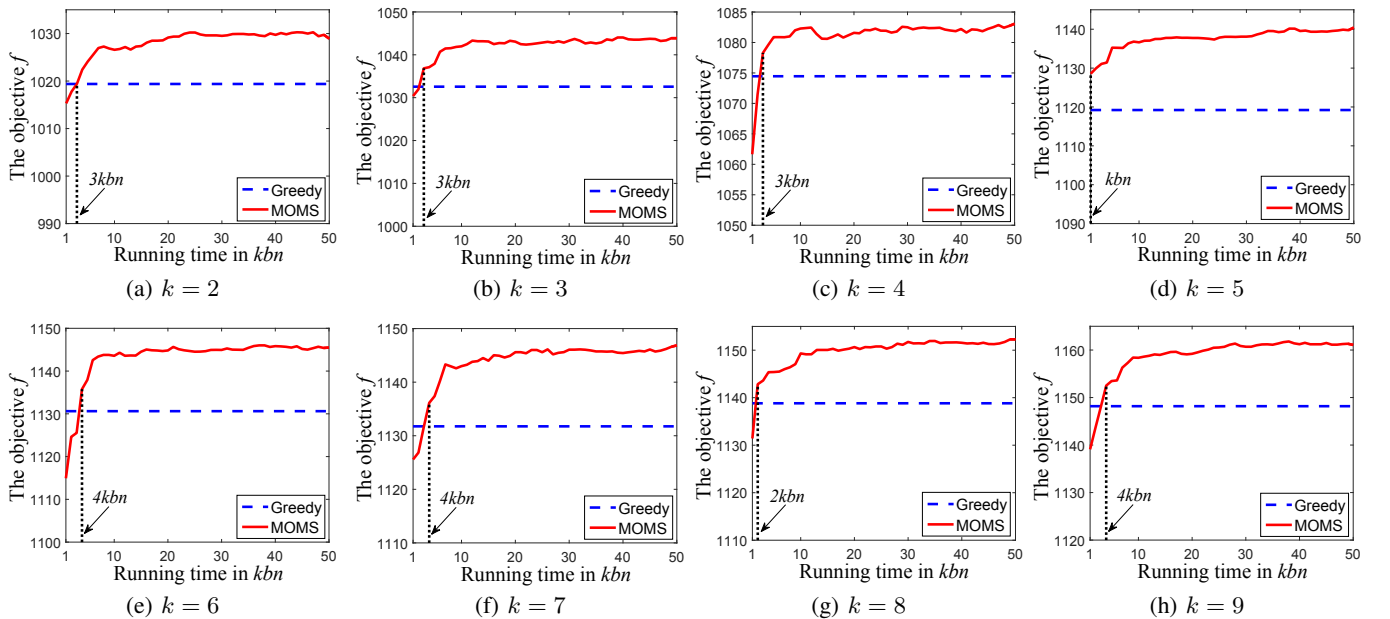 The objective f
1040
1030
1020
1010
1000
990
3kbn
Greedy
MOMS
1 10 20 30 40 50
Running time in kbn
(a) k = 2
The objective f
1050
1040
1030
1020
1010
1000
3kbn
Greedy
MOMS
1 10 20 30 40 50
Running time in kbn
(b) k = 3
The objective f
1085
1080
1075
1070
1065
1060
1055
1050
3kbn
Greedy
MOMS
1 10 20 30 40 50
Running time in kbn
(c) k = 4
The objective f
1140
1130
1120
1110
1100
1090
kbn
Greedy
MOMS
1 10 20 30 40 50
Running time in kbn
(d) k = 5
The objective f
1150
1140
1130
1120
1110
1100
4kbn
Greedy
MOMS
1 10 20 30 40 50
Running time in kbn
(e) k = 6
The objective f
1150
1140
1130
1120
1110
4kbn
Greedy
MOMS
1 10 20 30 40 50
Running time in kbn
(f) k = 7
The objective f
1150
1140
1130
1120
1110
2kbn
Greedy
MOMS
1 10 20 30 40 50
Running time in kbn
(g) k = 8
The objective f
1160
1150
1140
1130
1120
4kbn
Greedy
MOMS
1 10 20 30 40 50
Running time in kbn
(h) k = 9